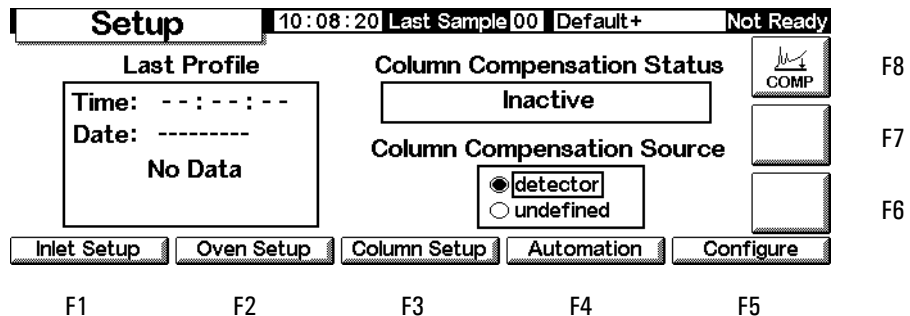 Setup 10:08:20 Last Sample 00 Default+ Not Ready
Last Profile
Time: --:--:--
Date: ---------
No Data
Column Compensation Status
Inactive
Column Compensation Source
detector
undefined
COMP
F8
F7
F6
Inlet Setup Oven Setup Column Setup Automation Configure
F1 F2 F3 F4 F5